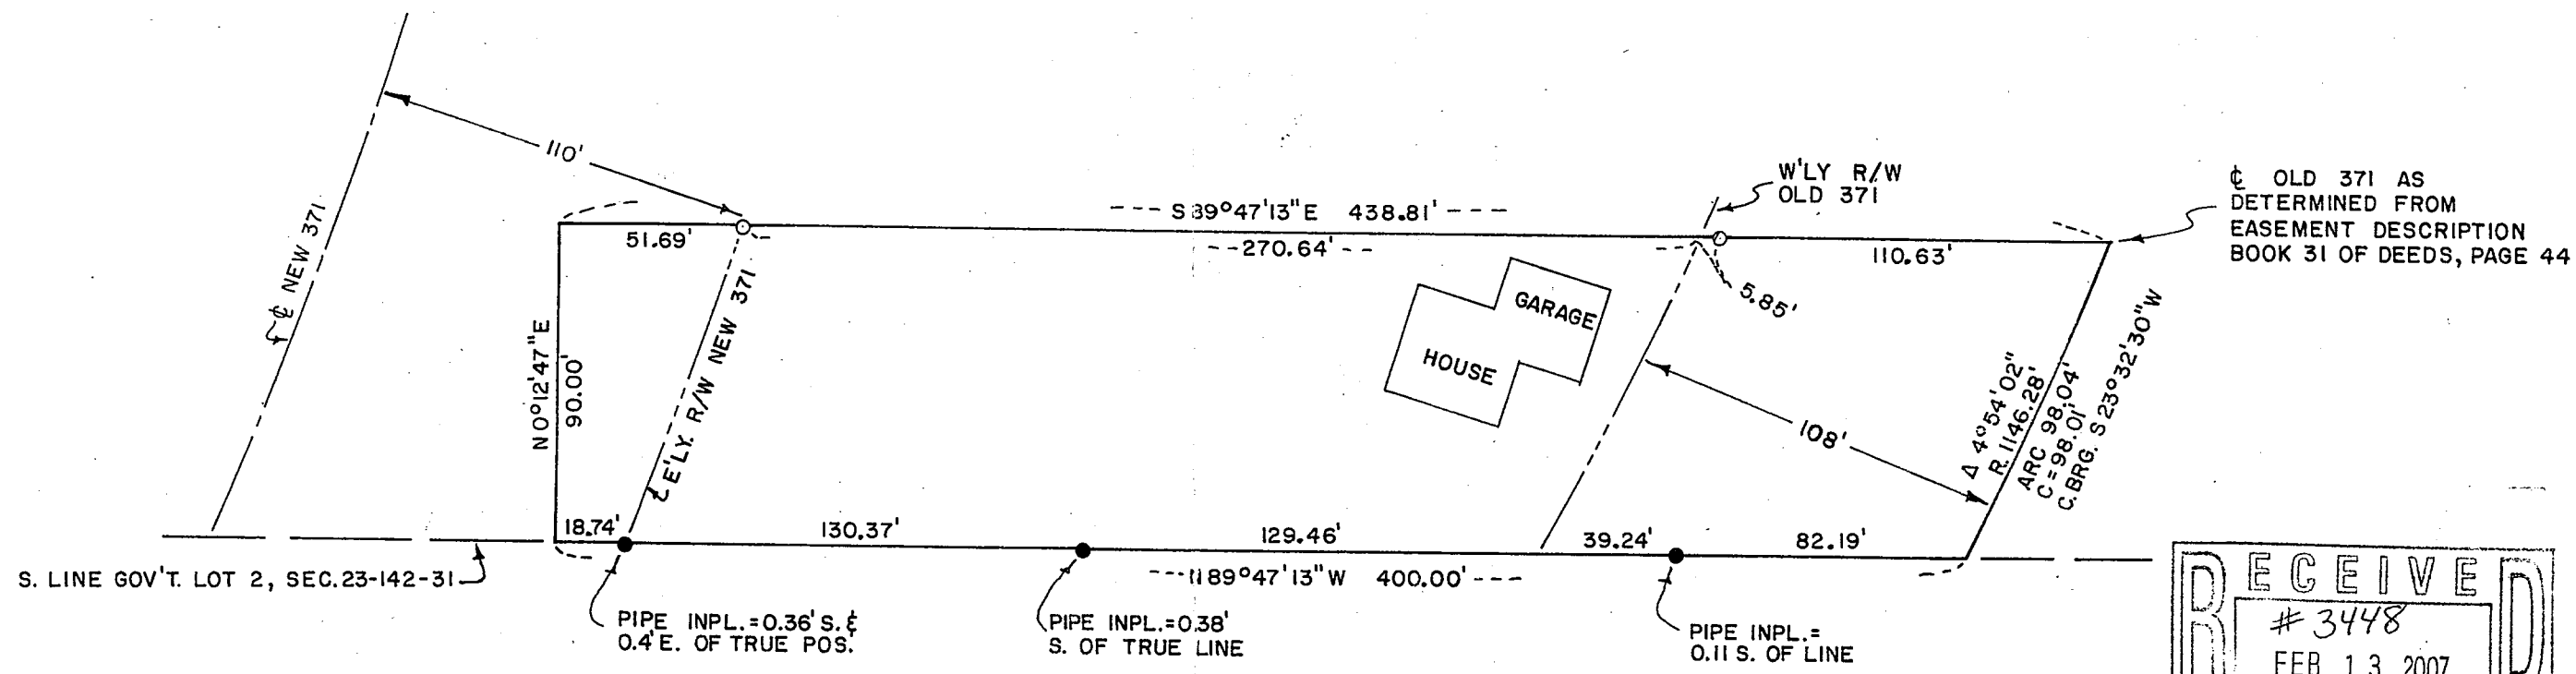 110'
W'LY R/W
OLD 371
℄ OLD 371 AS
DETERMINED FROM
EASEMENT DESCRIPTION
BOOK 31 OF DEEDS, PAGE 44
--- S 89°47'13"E 438.81' ---
51.69'
--270.64'--
110.63'
5.85'
℄ NEW 371
N 0°12'47"E
90.00'
E'LY. R/W NEW 371
GARAGE
HOUSE
108'
Δ 4°54'02"
R. 1146.28'
ARC 98.04'
C = 98.01'
C. BRG. S 23°32'30"W
18.74'
130.37'
129.46'
39.24'
82.19'
S. LINE GOV'T. LOT 2, SEC. 23-142-31
---N89°47'13"W 400.00'---
PIPE INPL.=0.36' S. &
0.4' E. OF TRUE POS.
PIPE INPL.=0.38'
S. OF TRUE LINE
PIPE INPL.=
0.11 S. OF LINE
RECEIVED
# 3448
FEB 13 2007